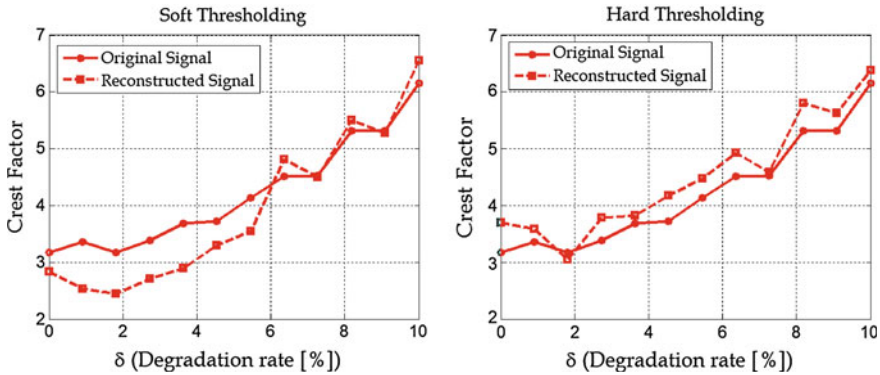 Soft Thresholding
7
6
5
4
3
2
Crest Factor
Original Signal
Reconstructed Signal
0 2 4 6 8 10
δ (Degradation rate [%])
Hard Thresholding
7
6
5
4
3
2
Crest Factor
Original Signal
Reconstructed Signal
0 2 4 6 8 10
δ (Degradation rate [%])